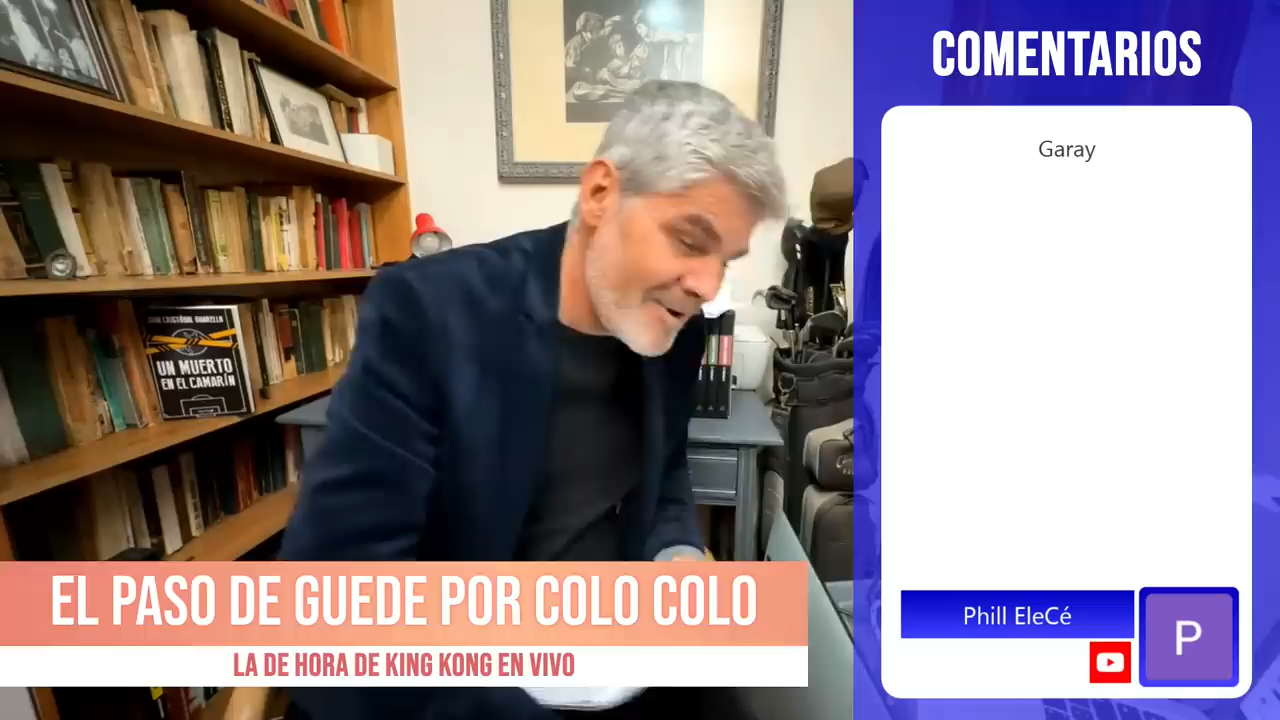 COMENTARIOS
Garay
UN MUERTO
EN EL CAMARÍN
EL PASO DE GUEDE POR COLO COLO
LA DE HORA DE KING KONG EN VIVO
Phill EleCé
P